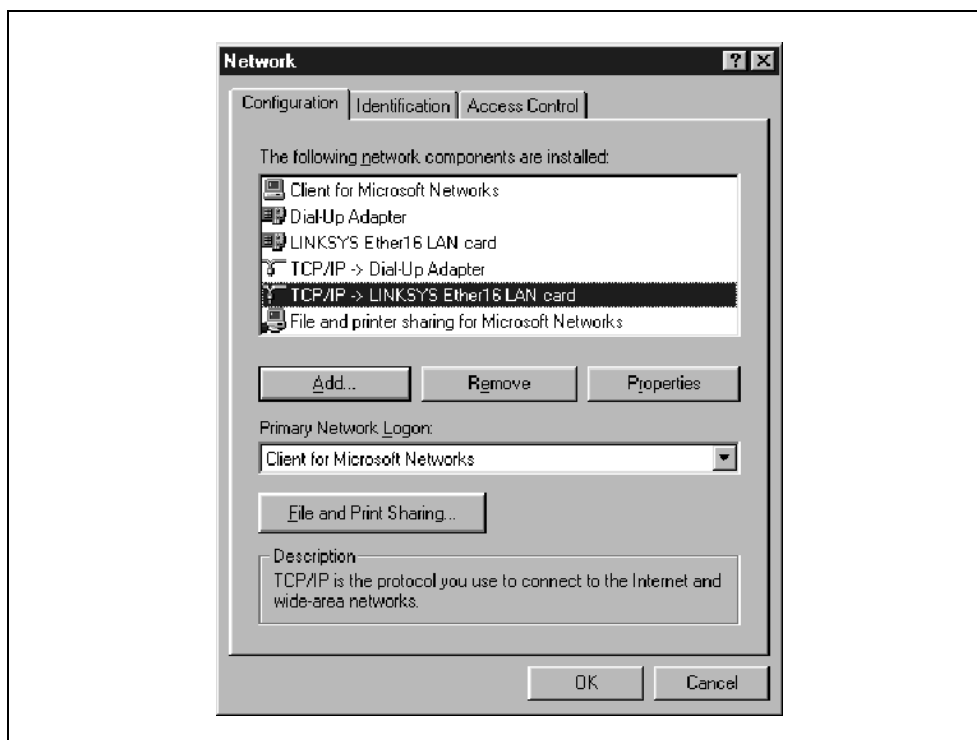 Network
Configuration Identification Access Control
The following network components are installed:
Client for Microsoft Networks
Dial-Up Adapter
LINKSYS Ether16 LAN card
TCP/IP -> Dial-Up Adapter
TCP/IP -> LINKSYS Ether16 LAN card
File and printer sharing for Microsoft Networks
Add... Remove Properties
Primary Network Logon:
Client for Microsoft Networks
File and Print Sharing...
Description
TCP/IP is the protocol you use to connect to the Internet and
wide-area networks.
OK Cancel